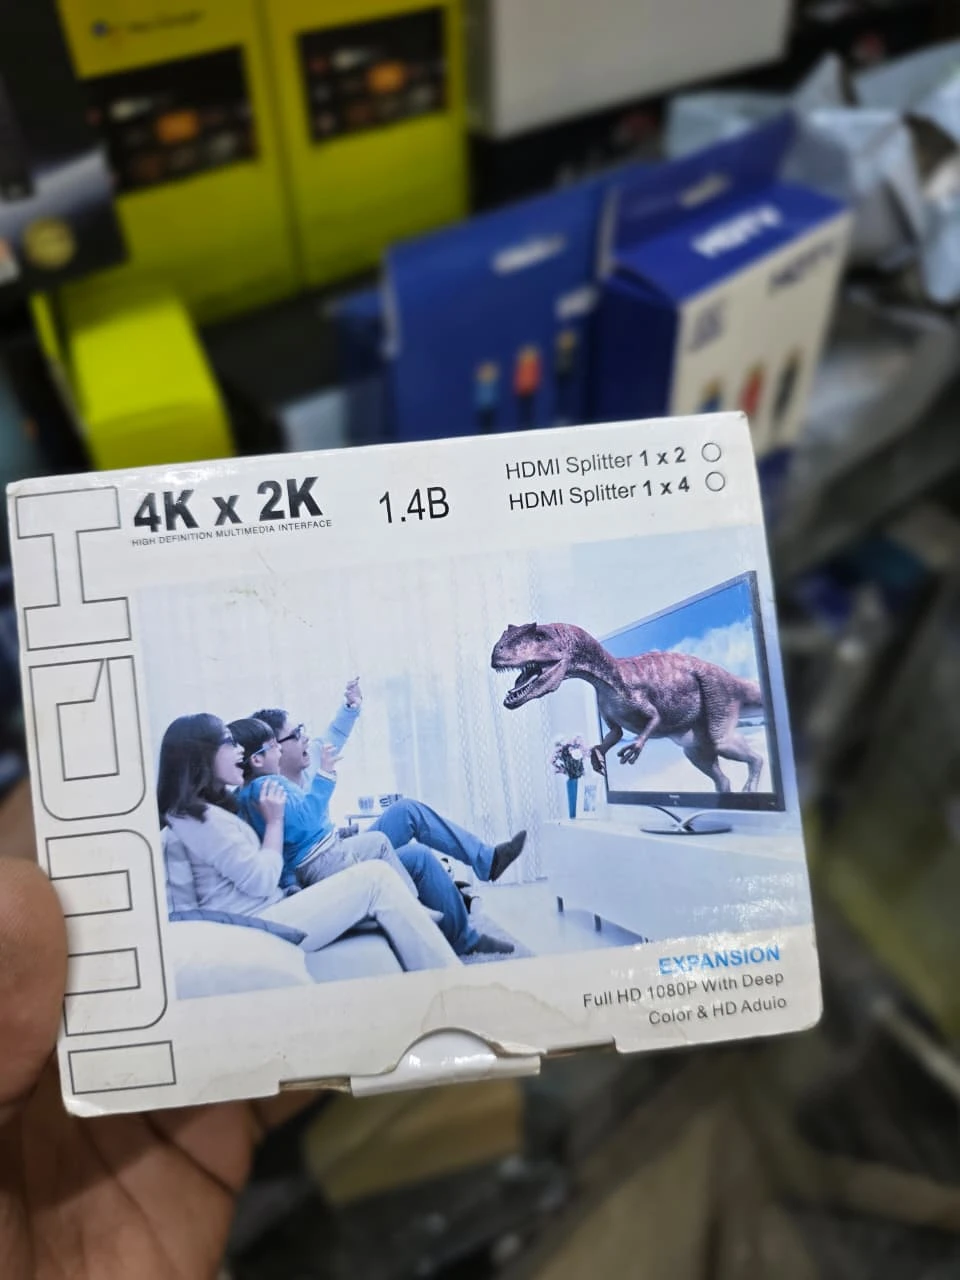 4K x 2K
HIGH DEFINITION MULTIMEDIA INTERFACE
1.4B
HDMI Splitter 1 x 2
HDMI Splitter 1 x 4
HDMI
EXPANSION
Full HD 1080P With Deep
Color & HD Aduio
HDTV